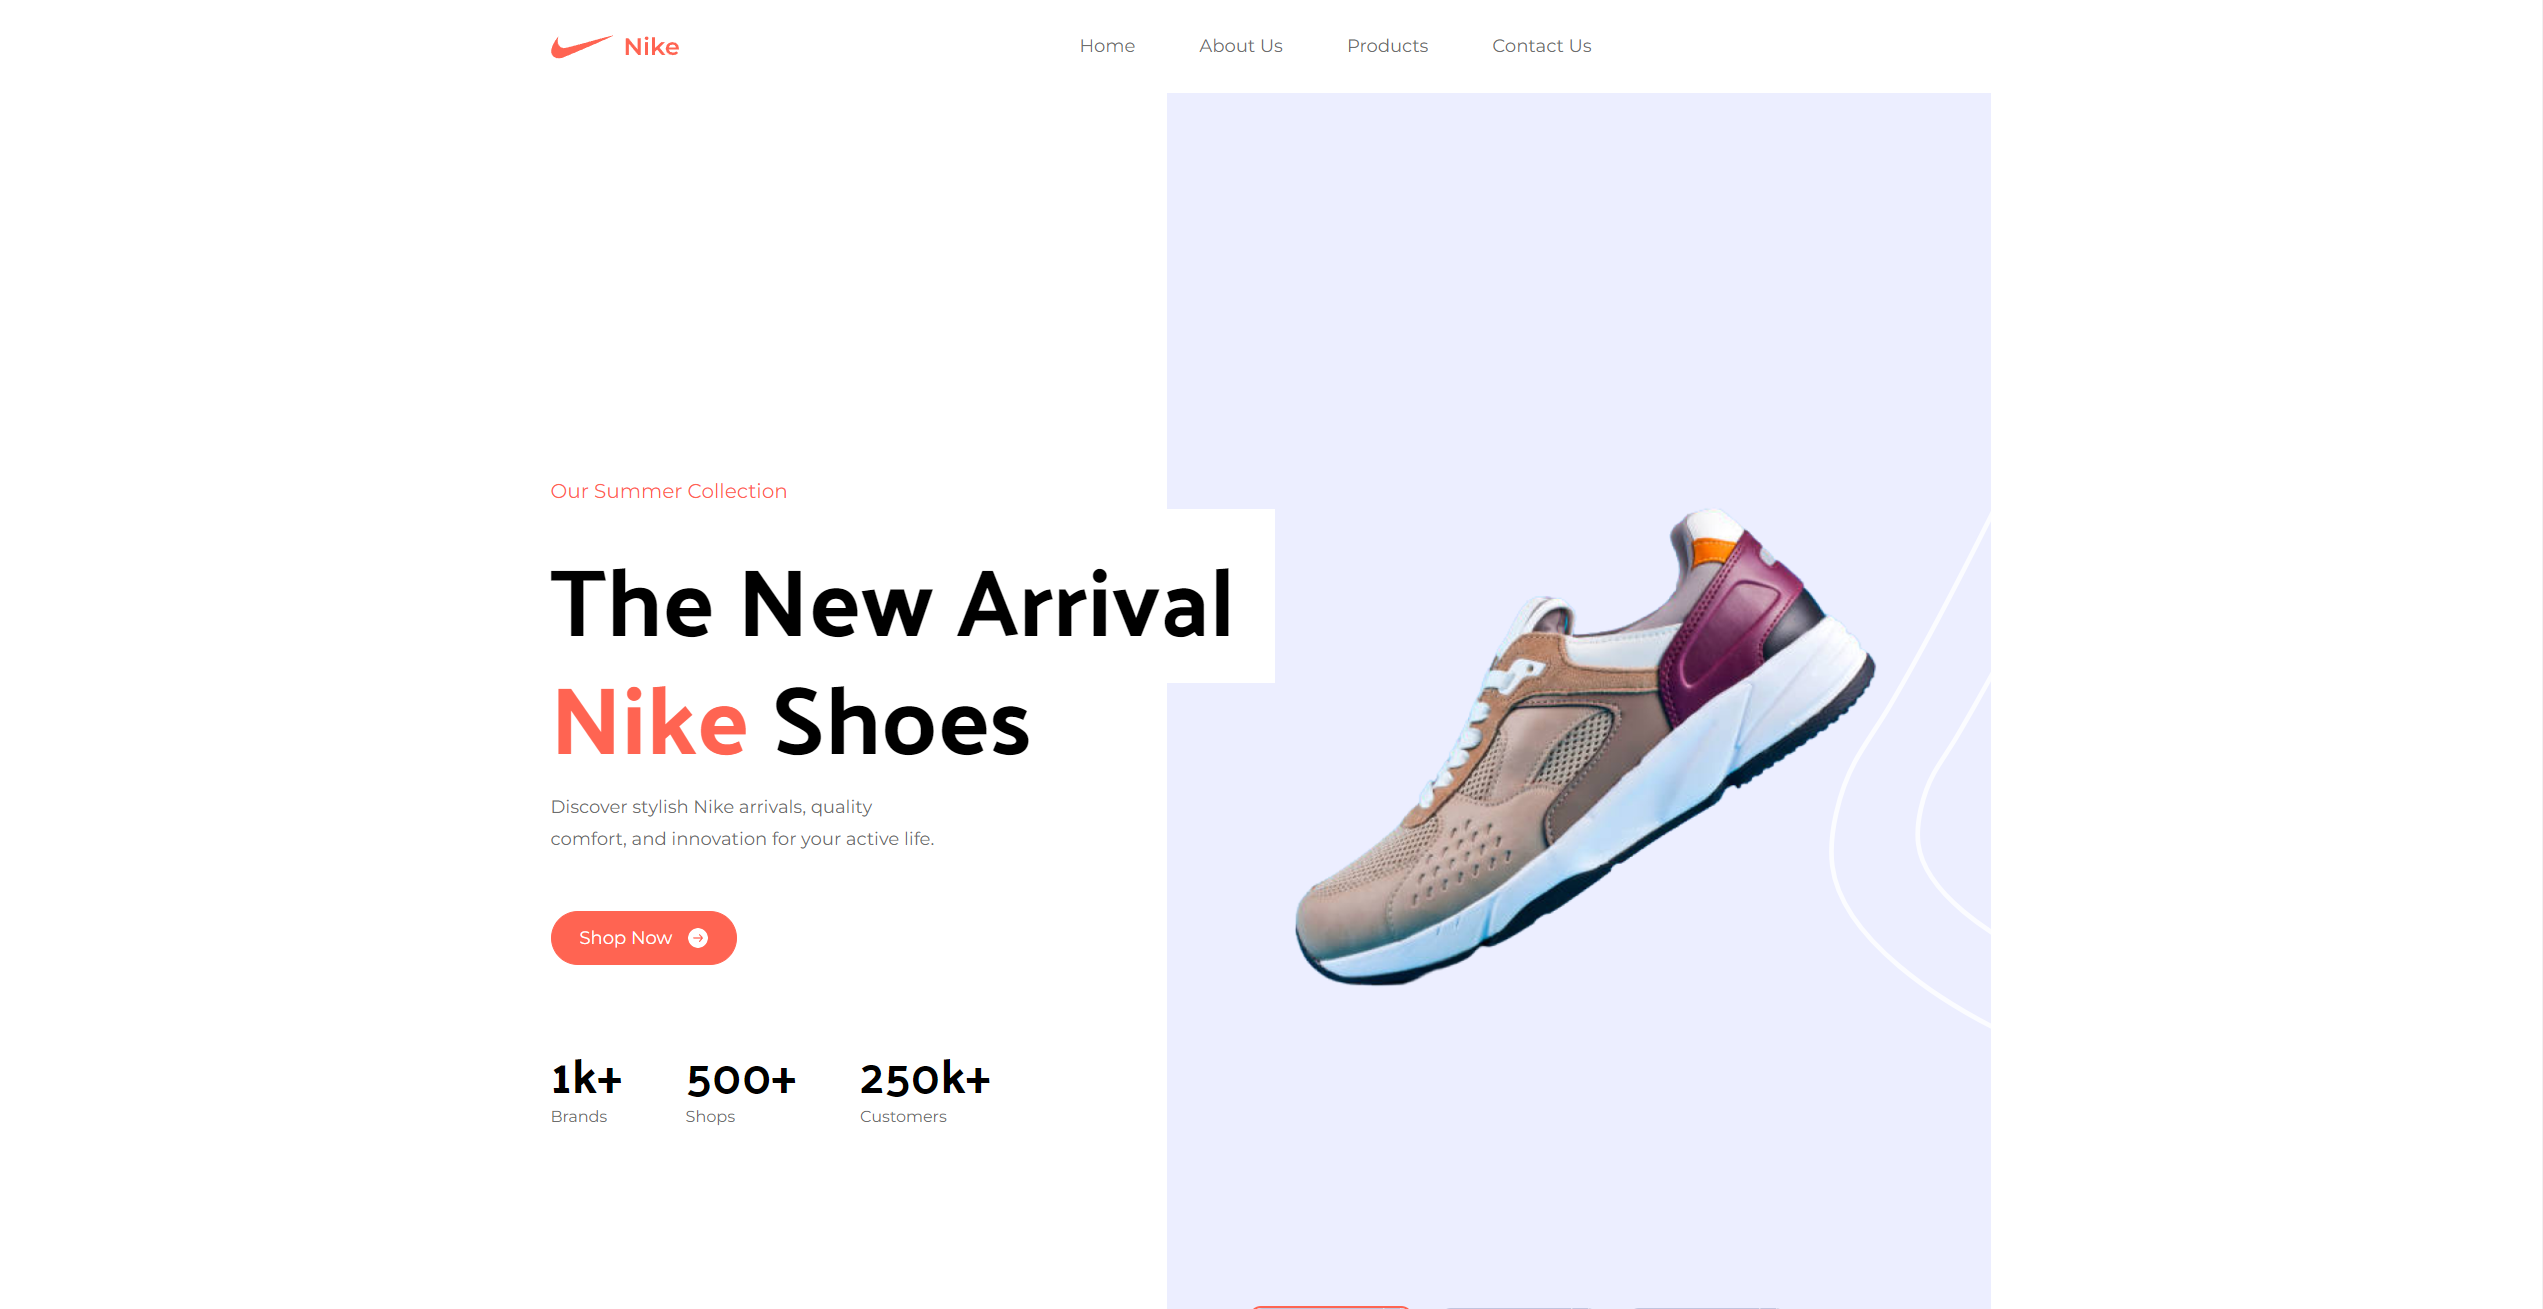 Nike
Home
About Us
Products
Contact Us
Our Summer Collection
The New Arrival
Nike Shoes
Discover stylish Nike arrivals, quality
comfort, and innovation for your active life.
Shop Now
1k+
Brands
500+
Shops
250k+
Customers